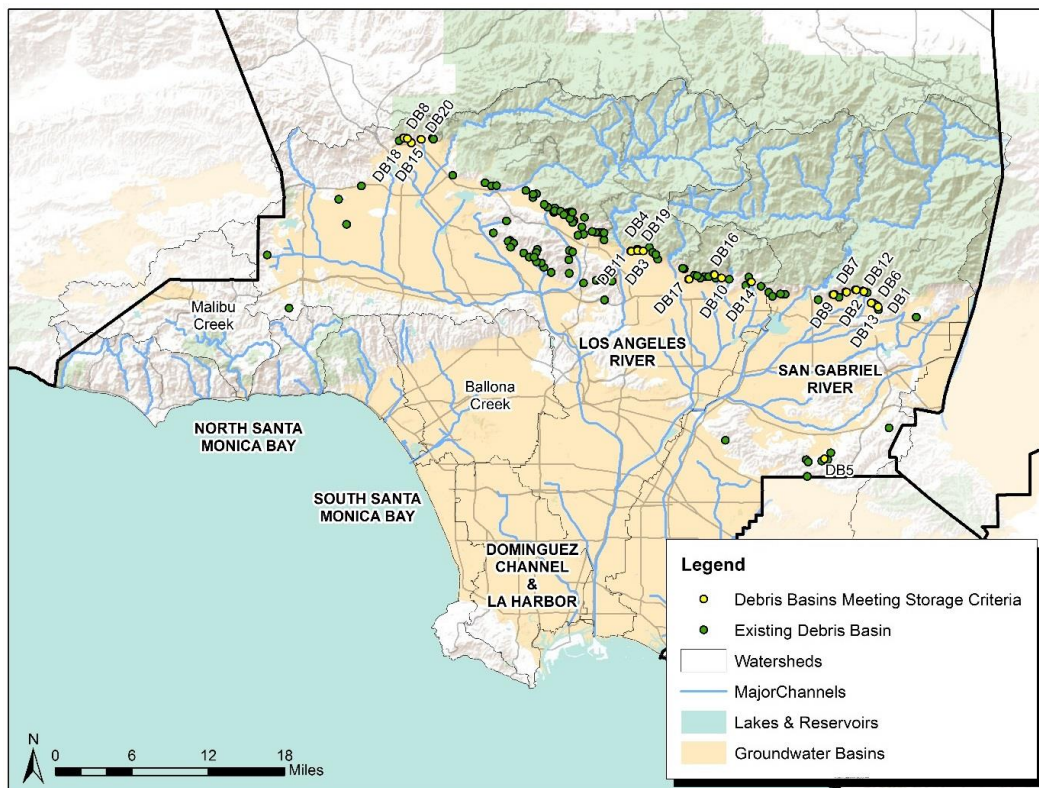 DB8
DB20
DB18
DB15
DB4
DB19
DB11
DB3
DB16
DB17
DB10
DB14
DB7
DB12
DB6
DB9
DB2
DB1
DB13
Malibu
Creek
LOS ANGELES
RIVER
SAN GABRIEL
RIVER
Ballona
Creek
NORTH SANTA
MONICA BAY
DB5
SOUTH SANTA
MONICA BAY
DOMINGUEZ
CHANNEL
&
LA HARBOR
Legend
Debris Basins Meeting Storage Criteria
Existing Debris Basin
Watersheds
MajorChannels
Lakes & Reservoirs
Groundwater Basins
N
0 6 12 18
Miles